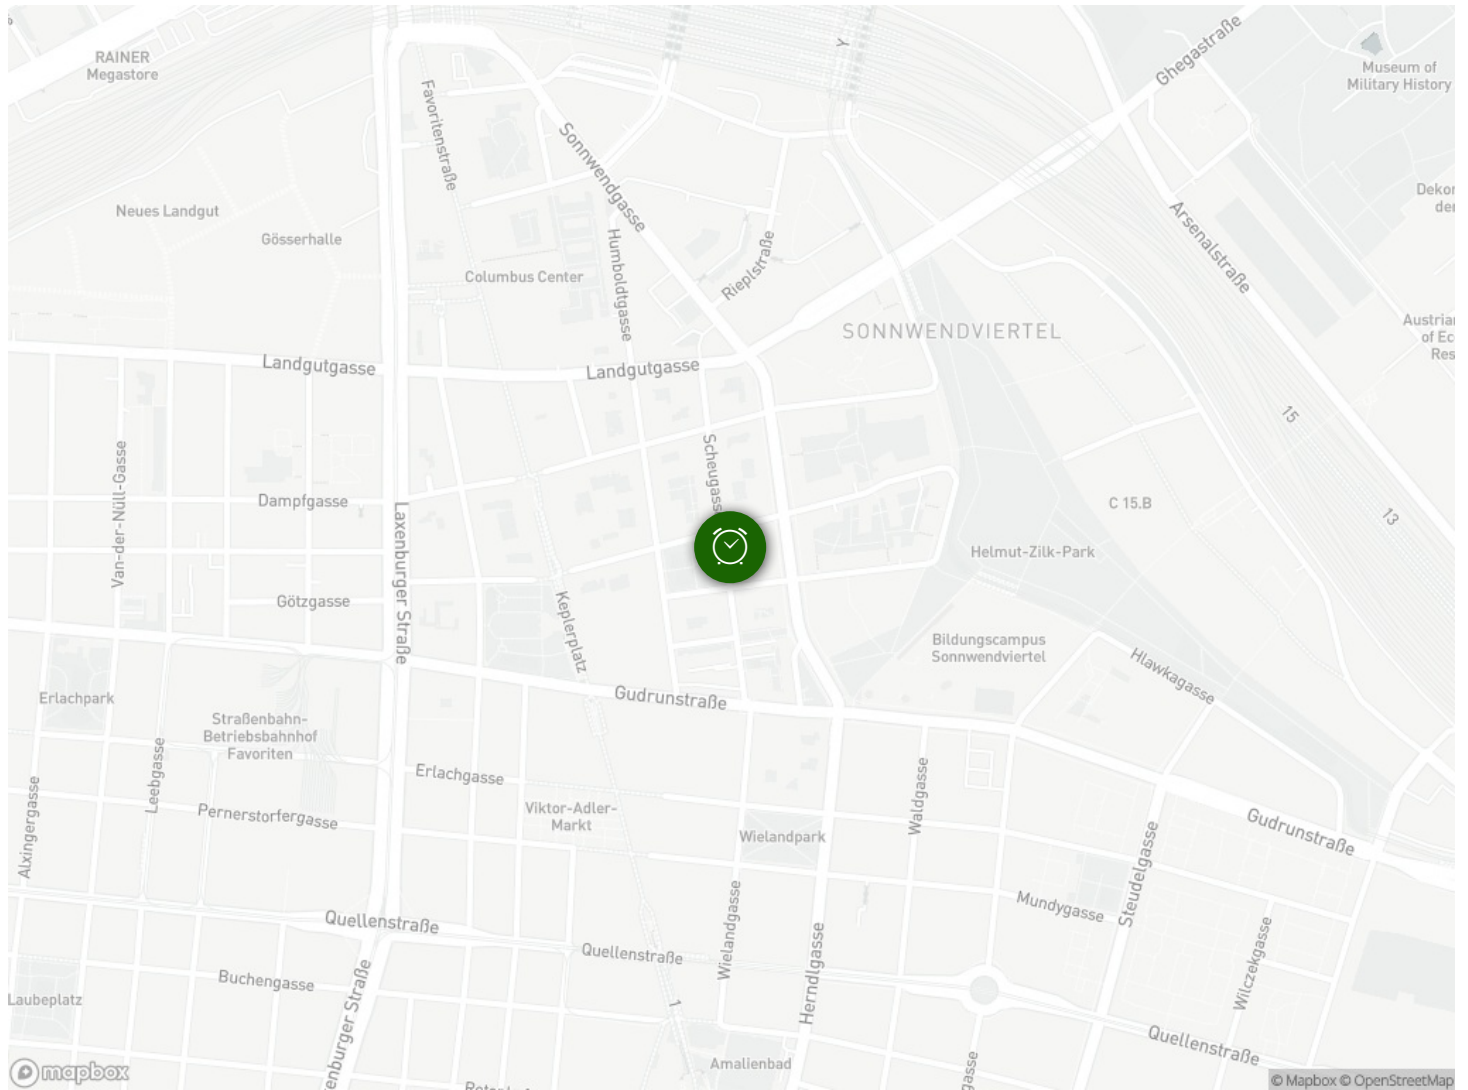 RAINER
Megastore
Ghegastraße
Museum of
Military History
Favoritenstraße
Sonnwendgasse
Y
Neues Landgut
Gösserhalle
Columbus Center
Humboldtgasse
Rieplstraße
Arsenalstraße
SONNWENDVIERTEL
Landgutgasse
Landgutgasse
15
Van-der-Nüll-Gasse
Dampfgasse
Scheugasse
C 15.B
13
Laxenburger Straße
Helmut-Zilk-Park
Götzgasse
Keplerplatz
Bildungscampus
Sonnwendviertel
Hlawkagasse
Erlachpark
Gudrunstraße
Straßenbahn-
Betriebsbahnhof
Favoriten
Leebgasse
Erlachgasse
Waldgasse
Alxingergasse
Pernerstorfergasse
Viktor-Adler-
Markt
Wielandpark
Gudrunstraße
Steudelgasse
Mundygasse
Quellenstraße
Quellenstraße
Wielandgasse
Herndlgasse
Wilczekgasse
Buchengasse
Laubeplatz
1
Quellenstraße
Amalienbad
mapbox
© Mapbox © OpenStreetMap